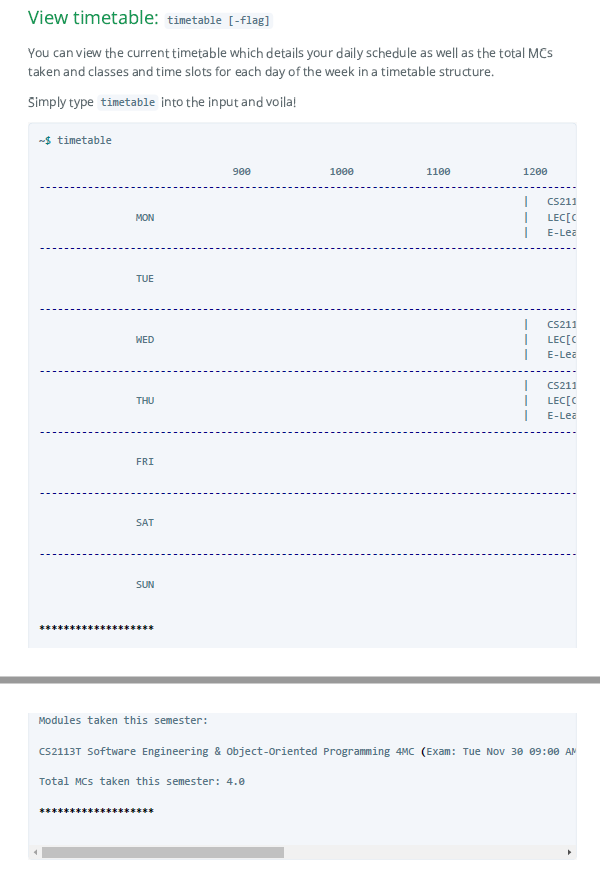 View timetable: timetable [-flag]
You can view the current timetable which details your daily schedule as well as the total MCs
taken and classes and time slots for each day of the week in a timetable structure.
Simply type timetable into the input and voila!
~$ timetable
900 1000 1100 1200
--------------------------------------------------------------------------------
| CS211
MON | LEC[C
| E-Lea
--------------------------------------------------------------------------------
TUE
--------------------------------------------------------------------------------
| CS211
WED | LEC[C
| E-Lea
--------------------------------------------------------------------------------
| CS211
THU | LEC[C
| E-Lea
--------------------------------------------------------------------------------
FRI
--------------------------------------------------------------------------------
SAT
--------------------------------------------------------------------------------
SUN
*******************
Modules taken this semester:
CS2113T Software Engineering & Object-Oriented Programming 4MC (Exam: Tue Nov 30 09:00 AM
Total MCs taken this semester: 4.0
*******************